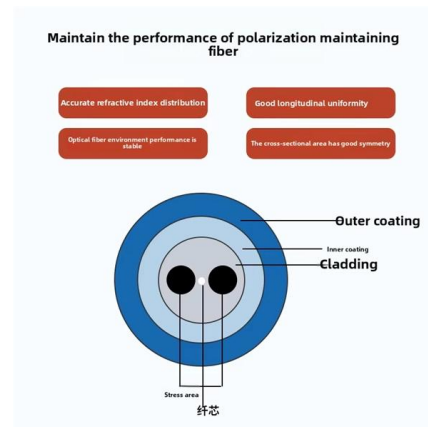 Maintain the performance of polarization maintaining
fiber
Accurate refractive index distribution
Good longitudinal uniformity
Optical fiber environment performance is
stable
The cross-sectional area has good symmetry
Outer coating
Inner coating
Cladding
Stress area
纤芯